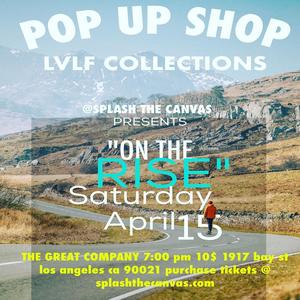 POP UP SHOP
LVLF COLLECTIONS
@SPLASH THE CANVAS
PRESENTS
"ON THE
RISE"
Saturday
April 15
THE GREAT COMPANY 7:00 pm 10$ 1917 bay st
los angeles ca 90021 purchase tickets @
splashthecanvas.com